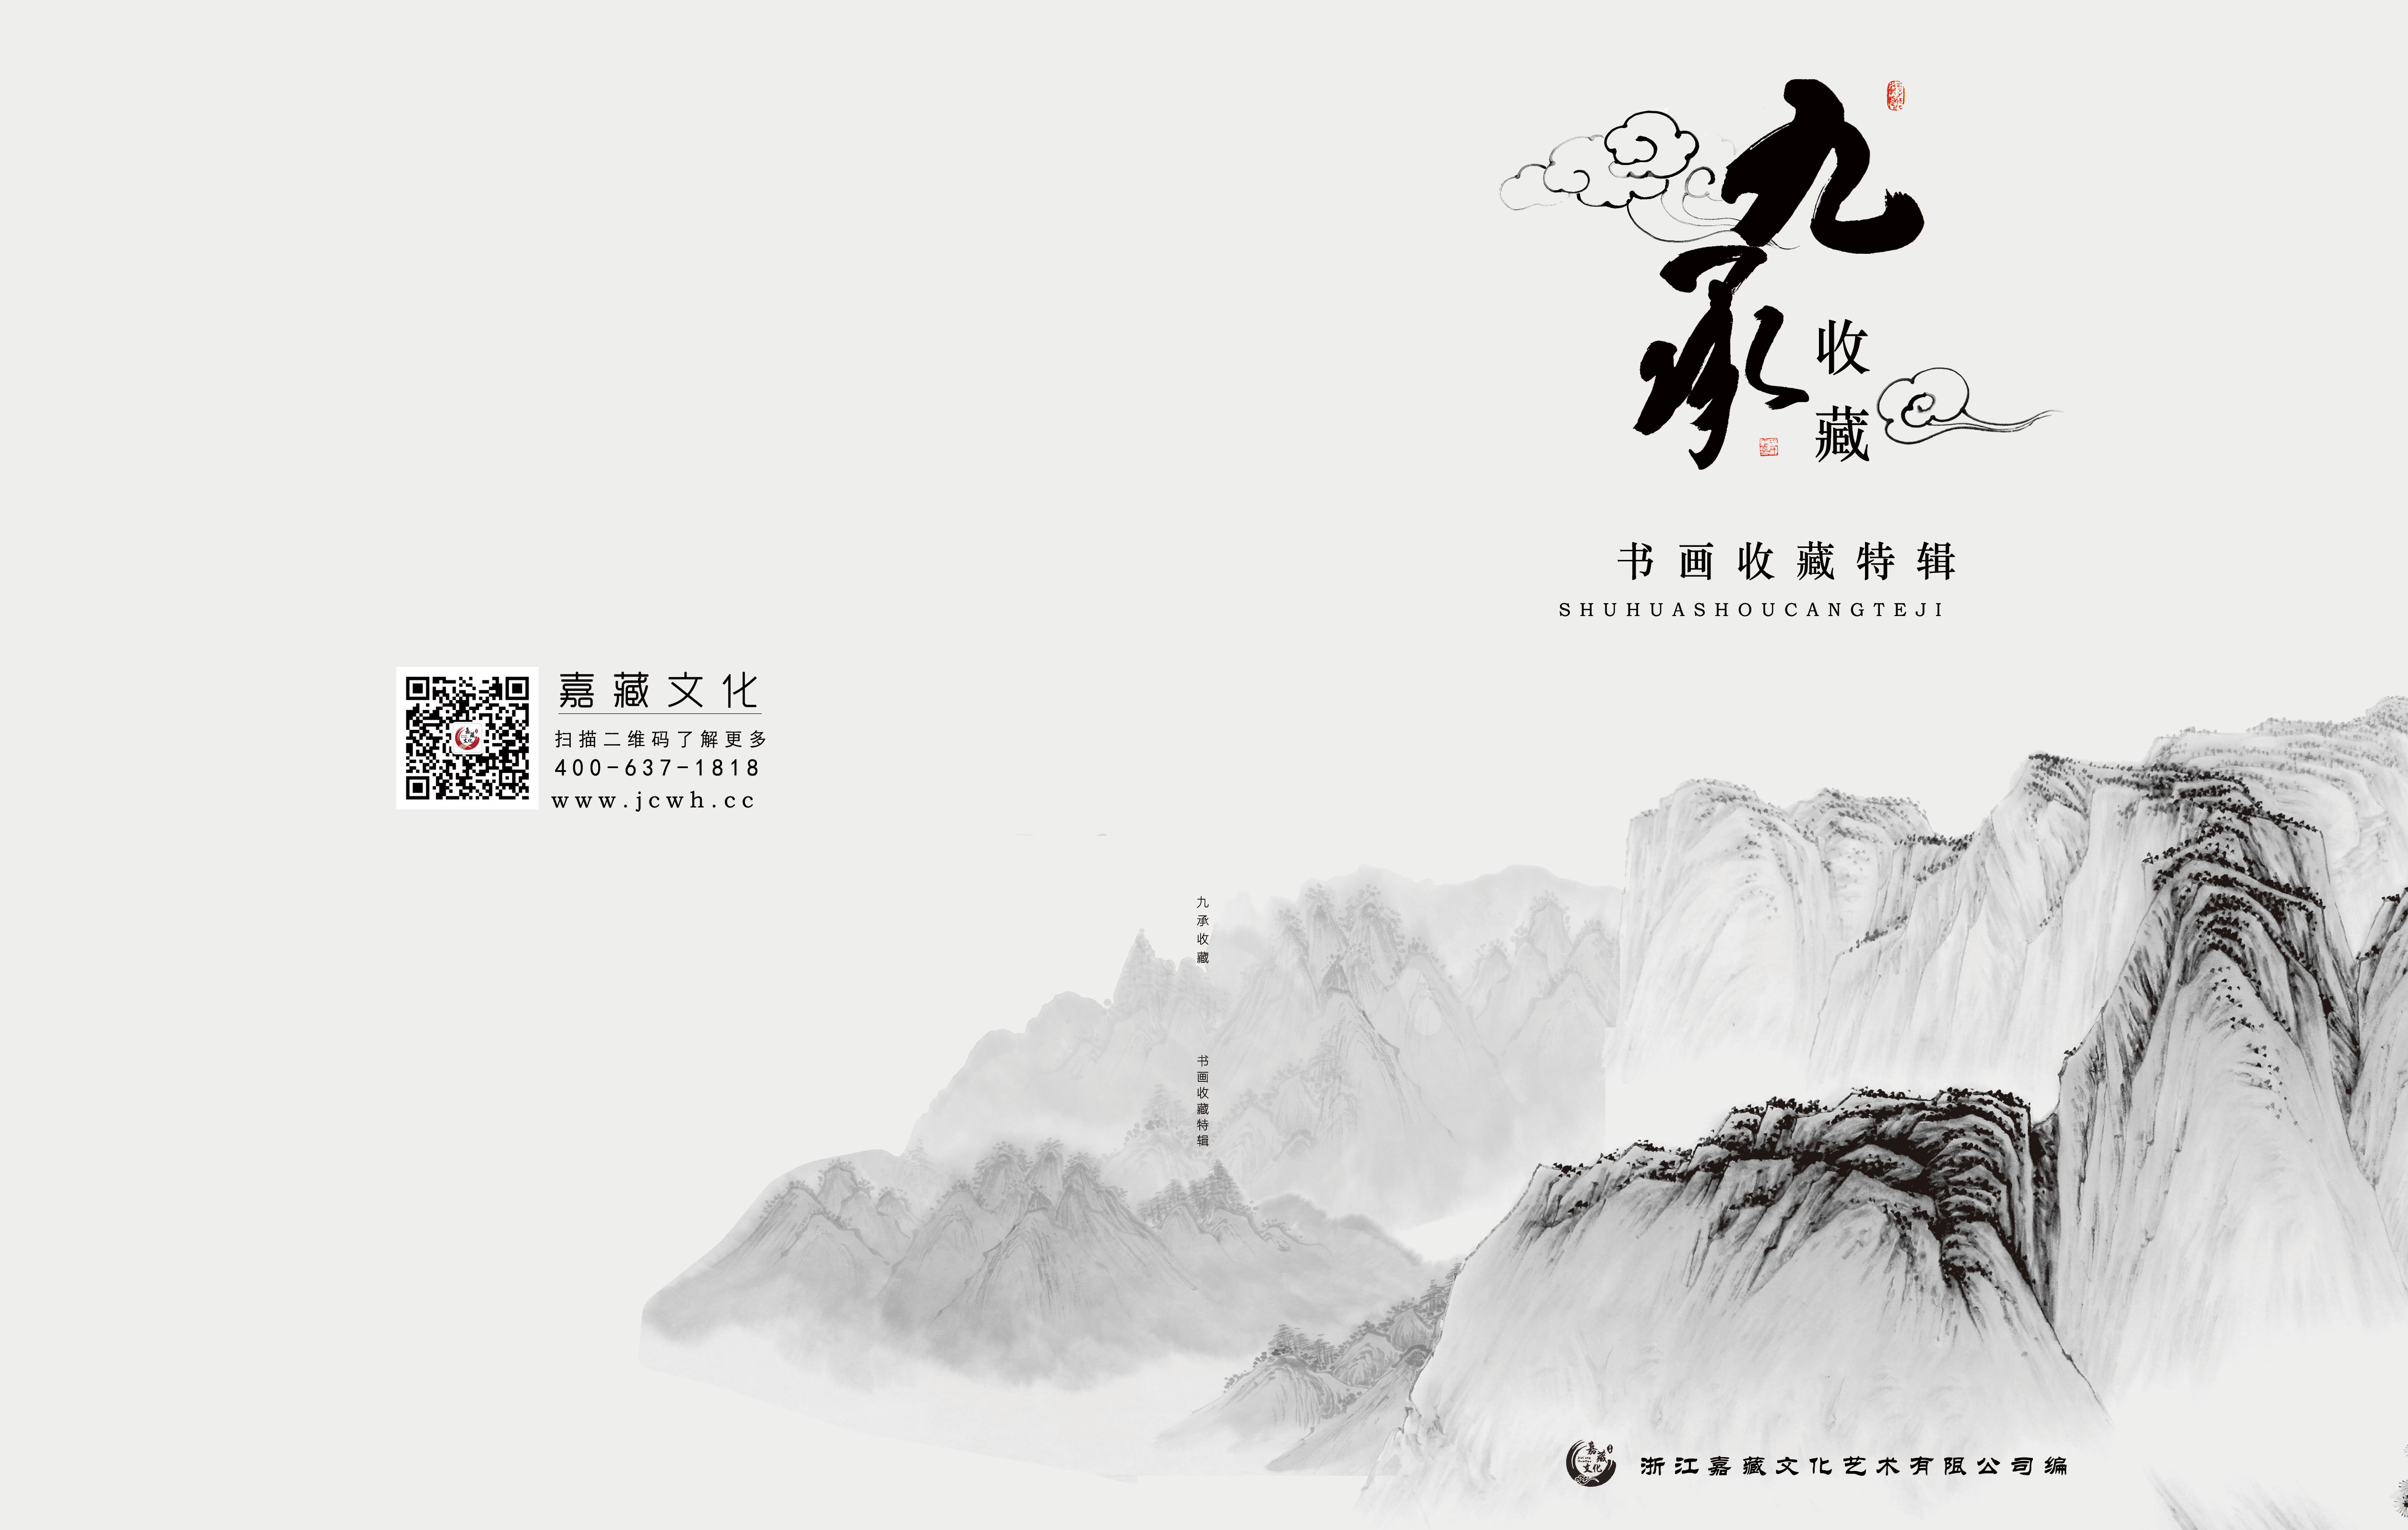 九承
收藏
书画收藏特辑
SHUHUASHOUCANGTEJI
嘉藏文化
扫描二维码了解更多
400-637-1818
www.jcwh.cc
九承收藏
书画收藏特辑
嘉藏文化
浙江嘉藏文化艺术有限公司编